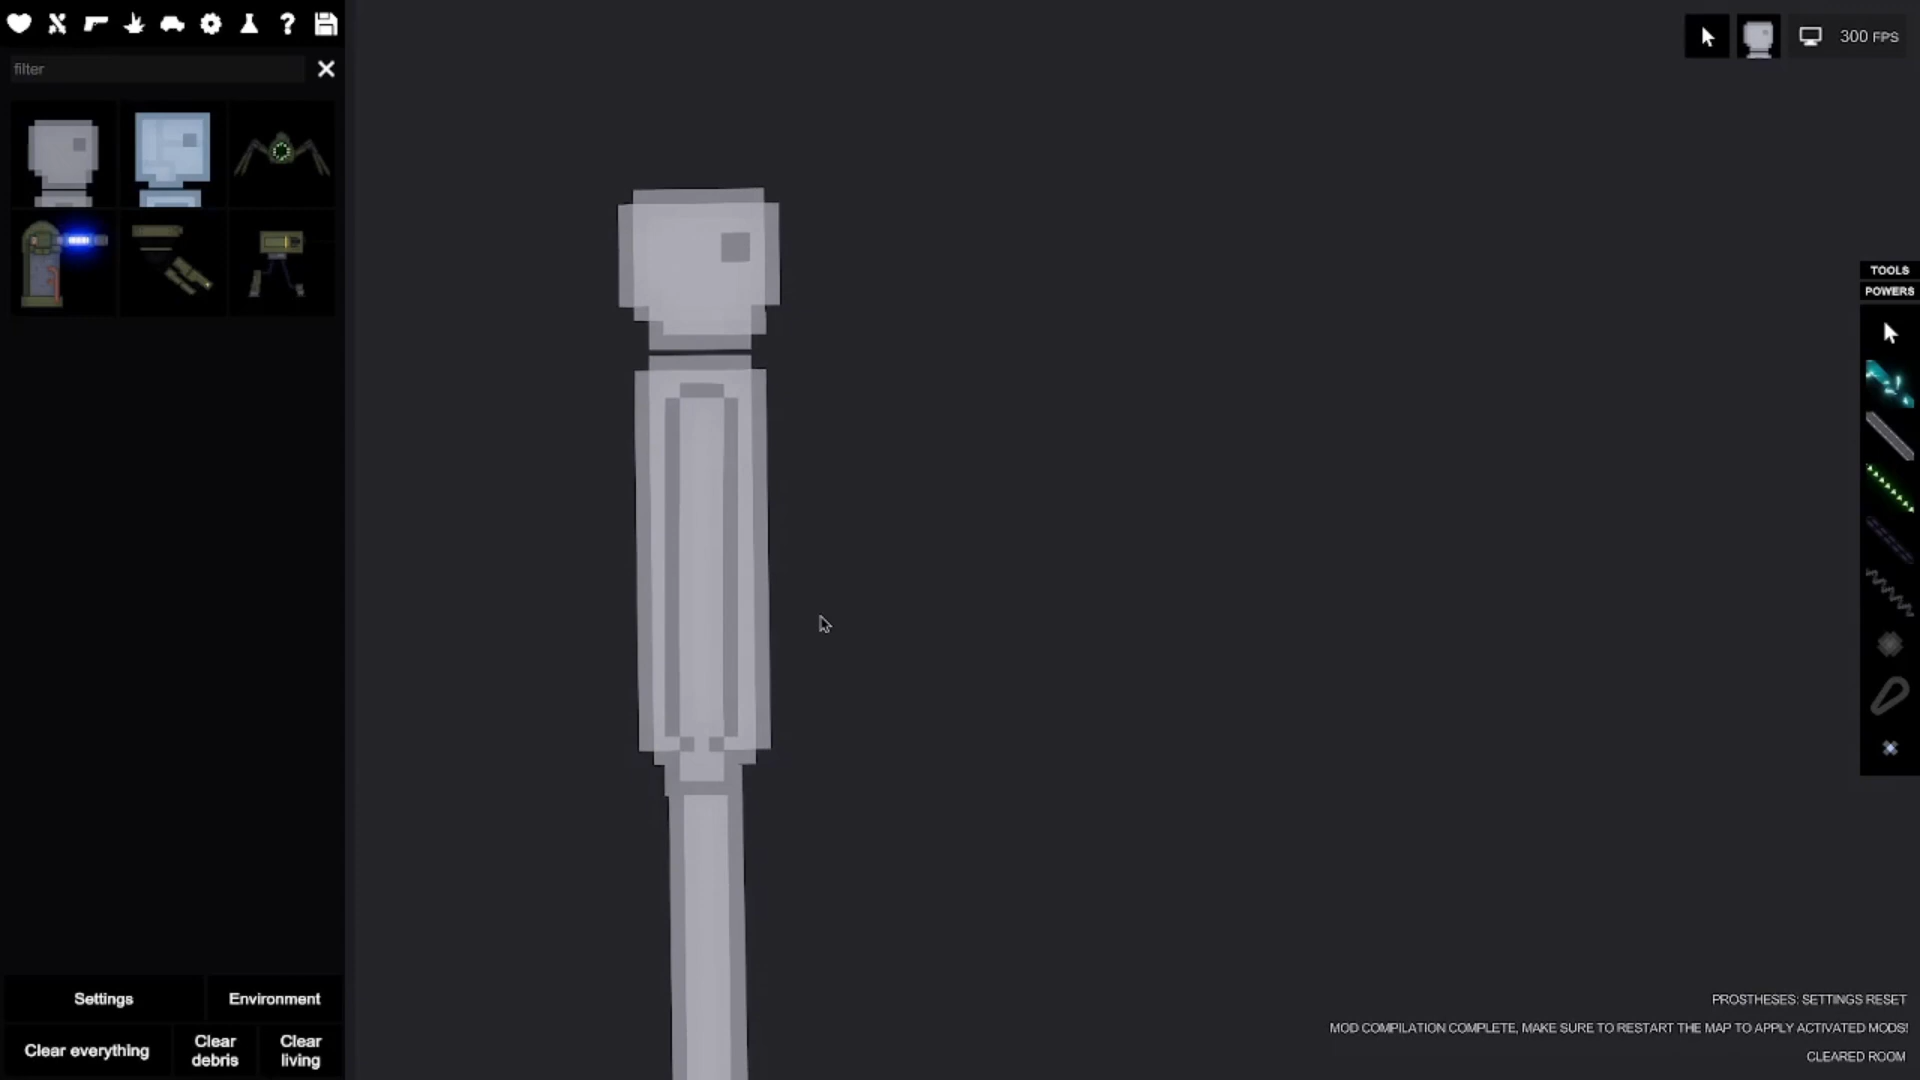 filter
300 FPS
TOOLS
POWERS
Settings
Environment
Clear everything
Clear
debris
Clear
living
PROSTHESES: SETTINGS RESET
MOD COMPILATION COMPLETE, MAKE SURE TO RESTART THE MAP TO APPLY ACTIVATED MODS!
CLEARED ROOM